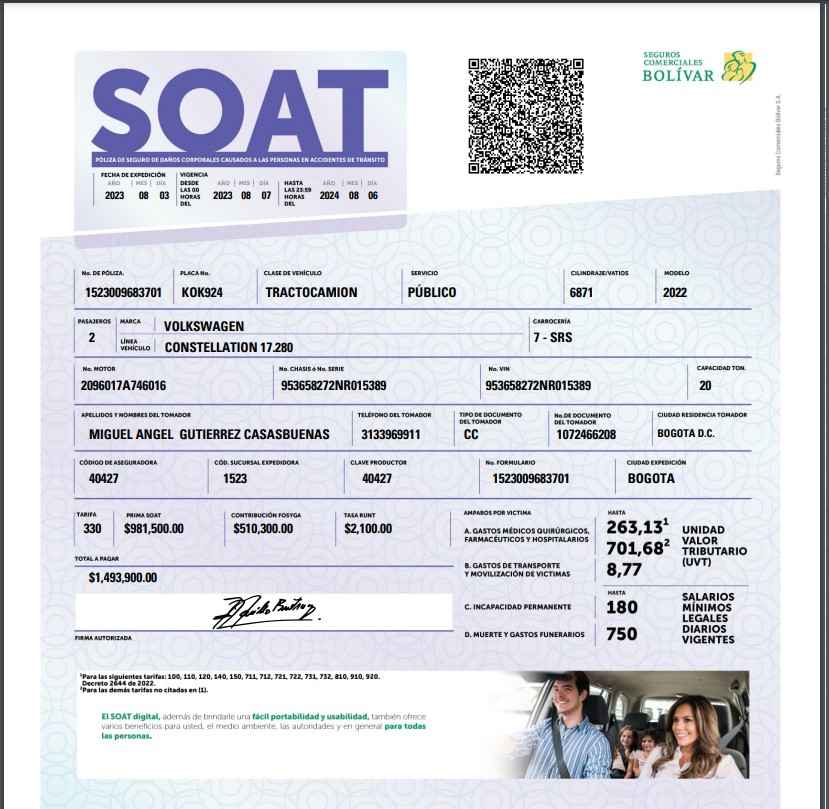 SEGUROS
COMERCIALES
BOLÍVAR
SOAT
PÓLIZA DE SEGURO DE DAÑOS CORPORALES CAUSADOS A LAS PERSONAS EN ACCIDENTES DE TRÁNSITO
Seguros Comerciales Bolívar S.A.
FECHA DE EXPEDICIÓN VIGENCIA
AÑO MES DÍA DESDE LAS 00 HORAS DEL AÑO MES DÍA HASTA LAS 23:59 HORAS DEL AÑO MES DÍA
2023 08 03 2023 08 07 2024 08 06
No. DE PÓLIZA. PLACA No. CLASE DE VEHÍCULO SERVICIO CILINDRAJE/VATIOS MODELO
1523009683701 KOK924 TRACTOCAMION PÚBLICO 6871 2022
PASAJEROS MARCA VOLKSWAGEN CARROCERÍA
2 LÍNEA VEHÍCULO CONSTELLATION 17.280 7 - SRS
No. MOTOR No. CHASIS ó No. SERIE No. VIN CAPACIDAD TON.
2096017A746016 953658272NR015389 953658272NR015389 20
APELLIDOS Y NOMBRES DEL TOMADOR TELÉFONO DEL TOMADOR TIPO DE DOCUMENTO DEL TOMADOR No.DE DOCUMENTO DEL TOMADOR CIUDAD RESIDENCIA TOMADOR
MIGUEL ANGEL GUTIERREZ CASASBUENAS 3133969911 CC 1072466208 BOGOTA D.C.
CÓDIGO DE ASEGURADORA CÓD. SUCURSAL EXPEDIDORA CLAVE PRODUCTOR No. FORMULARIO CIUDAD EXPEDICIÓN
40427 1523 40427 1523009683701 BOGOTA
TARIFA PRIMA SOAT CONTRIBUCIÓN FOSYGA TASA RUNT
330 $981,500.00 $510,300.00 $2,100.00
TOTAL A PAGAR
$1,493,900.00
FIRMA AUTORIZADA
AMPAROS POR VICTIMA HASTA
A. GASTOS MÉDICOS QUIRÚRGICOS, FARMACÉUTICOS Y HOSPITALARIOS 263,13¹ 701,68²
B. GASTOS DE TRANSPORTE Y MOVILIZACIÓN DE VICTIMAS 8,77
UNIDAD VALOR TRIBUTARIO (UVT)
HASTA
C. INCAPACIDAD PERMANENTE 180
D. MUERTE Y GASTOS FUNERARIOS 750
SALARIOS MÍNIMOS LEGALES DIARIOS VIGENTES
¹Para las siguientes tarifas: 100, 110, 120, 140, 150, 711, 712, 721, 722, 731, 732, 810, 910, 920.
Decreto 2644 de 2022.
²Para las demás tarifas no citadas en (1).
El SOAT digital, además de brindarle una fácil portabilidad y usabilidad, también ofrece
varios beneficios para usted, el medio ambiente, las autoridades y en general para todas
las personas.